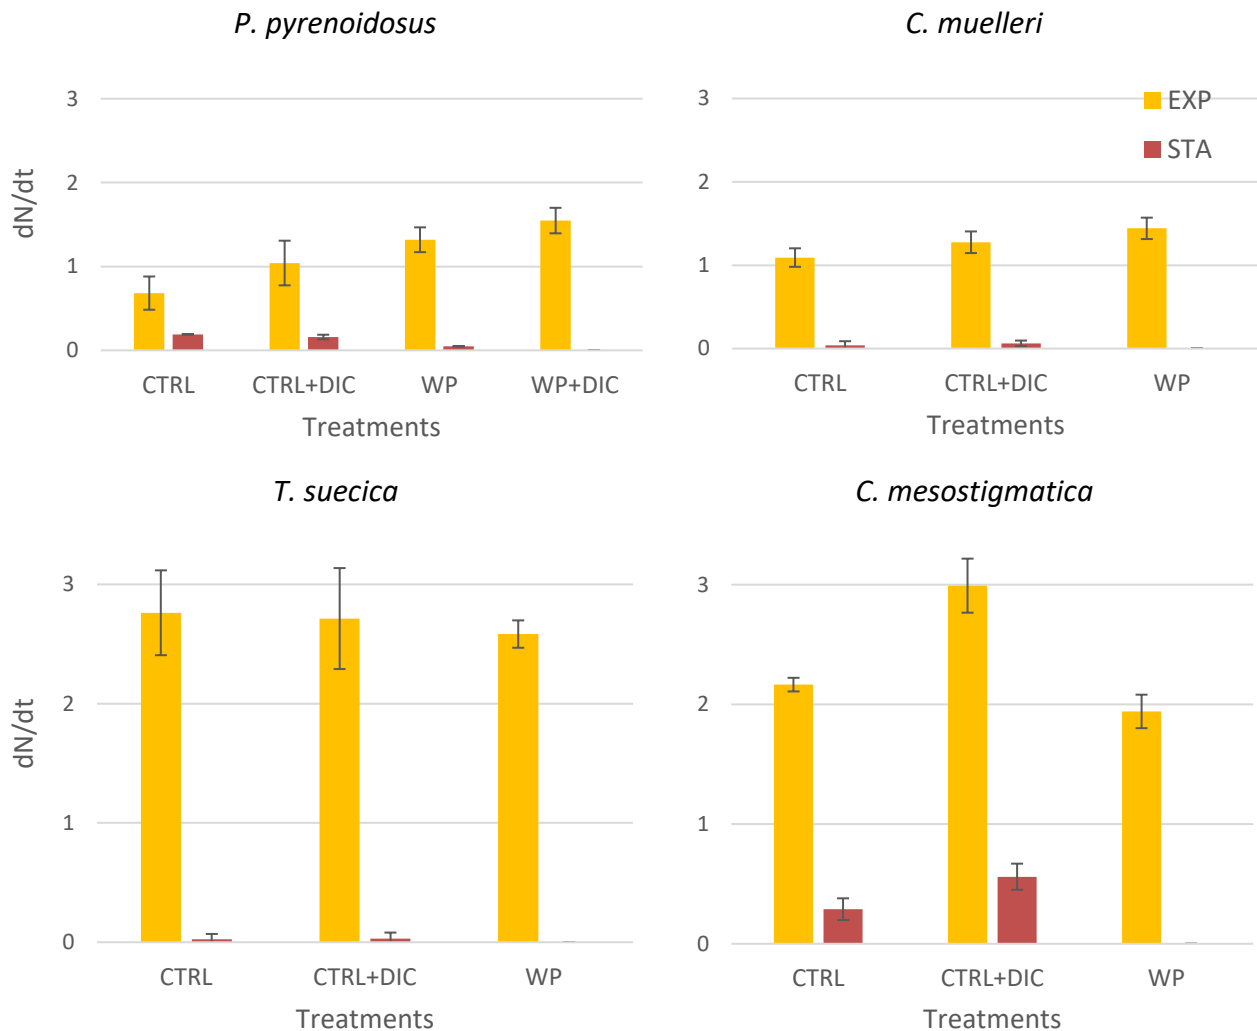 P. pyrenoidosus
3
2
1
0
dN/dt
CTRL CTRL+DIC WP WP+DIC
Treatments
C. muelleri
3
2
1
0
EXP
STA
CTRL CTRL+DIC WP
Treatments
T. suecica
3
2
1
0
dN/dt
CTRL CTRL+DIC WP
Treatments
C. mesostigmatica
3
2
1
0
CTRL CTRL+DIC WP
Treatments